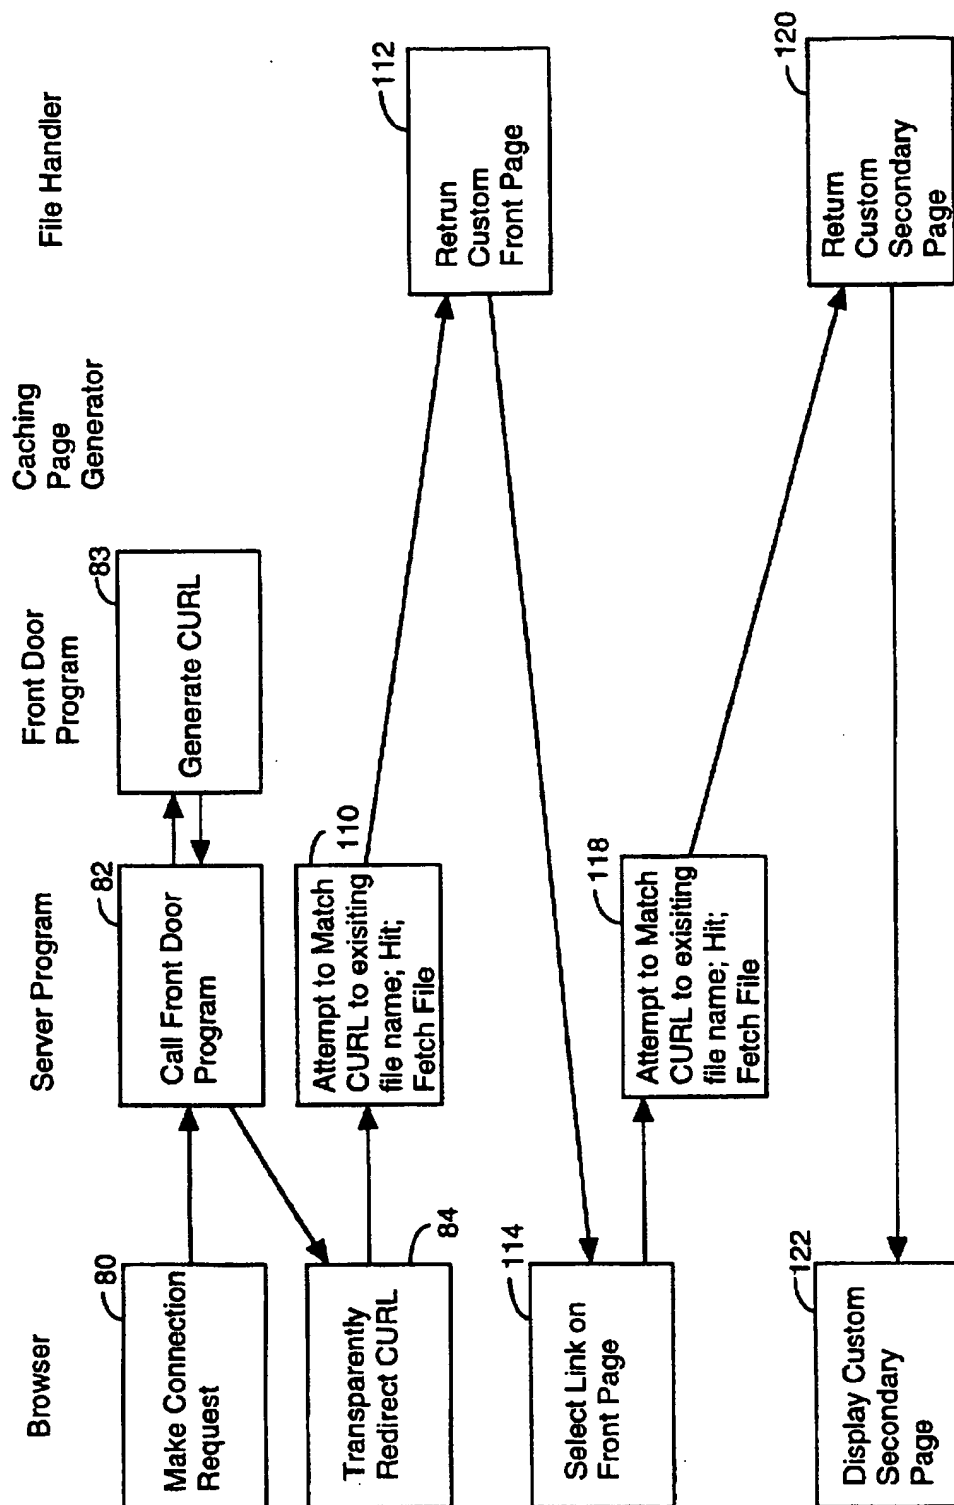 Browser
Server Program
Front Door
Program
Caching
Page
Generator
File Handler
80
Make Connection
Request
82
Call Front Door
Program
83
Generate CURL
84
Transparently
Redirect CURL
110
Attempt to Match
CURL to exisiting
file name; Hit;
Fetch File
112
Retrun
Custom
Front Page
114
Select Link on
Front Page
118
Attempt to Match
CURL to existing
file name; Hit;
Fetch File
120
Return
Custom
Secondary
Page
122
Display Custom
Secondary
Page